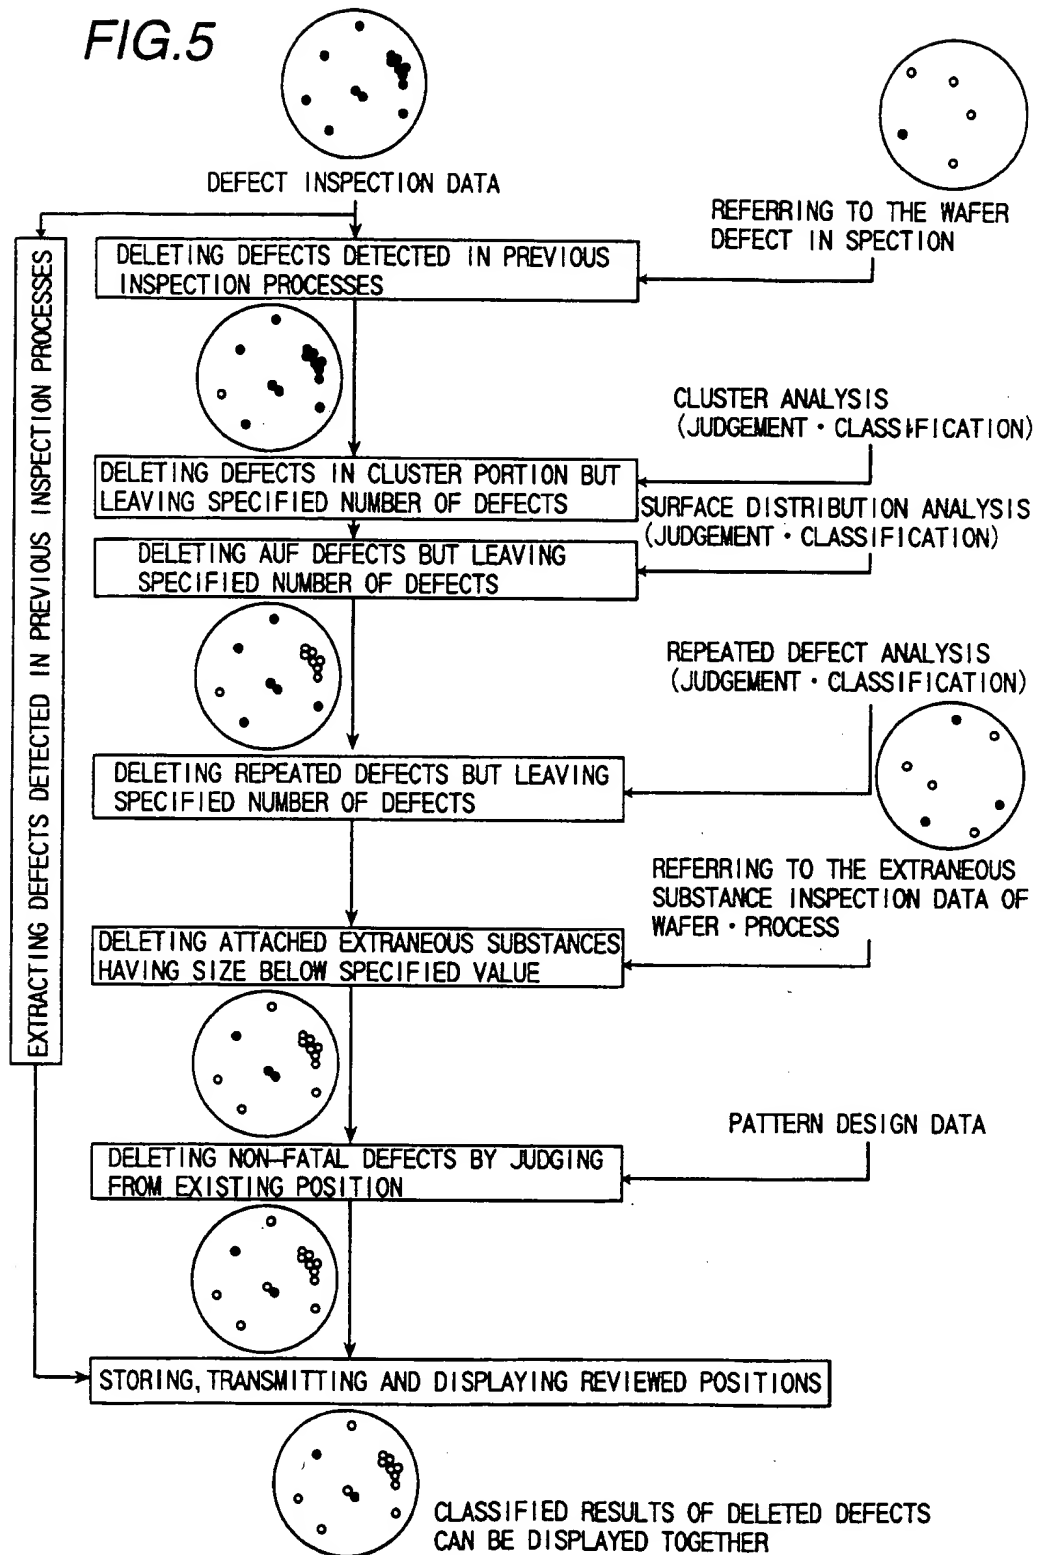 FIG.5
DEFECT INSPECTION DATA
REFERRING TO THE WAFER
DEFECT IN SPECTION
EXTRACTING DEFECTS DETECTED IN PREVIOUS INSPECTION PROCESSES
DELETING DEFECTS DETECTED IN PREVIOUS
INSPECTION PROCESSES
CLUSTER ANALYSIS
(JUDGEMENT・CLASSIFICATION)
DELETING DEFECTS IN CLUSTER PORTION BUT
LEAVING SPECIFIED NUMBER OF DEFECTS
SURFACE DISTRIBUTION ANALYSIS
(JUDGEMENT・CLASSIFICATION)
DELETING AUF DEFECTS BUT LEAVING
SPECIFIED NUMBER OF DEFECTS
REPEATED DEFECT ANALYSIS
(JUDGEMENT・CLASSIFICATION)
DELETING REPEATED DEFECTS BUT LEAVING
SPECIFIED NUMBER OF DEFECTS
REFERRING TO THE EXTRANEOUS
SUBSTANCE INSPECTION DATA OF
WAFER・PROCESS
DELETING ATTACHED EXTRANEOUS SUBSTANCES
HAVING SIZE BELOW SPECIFIED VALUE
PATTERN DESIGN DATA
DELETING NON-FATAL DEFECTS BY JUDGING
FROM EXISTING POSITION
STORING, TRANSMITTING AND DISPLAYING REVIEWED POSITIONS
CLASSIFIED RESULTS OF DELETED DEFECTS
CAN BE DISPLAYED TOGETHER